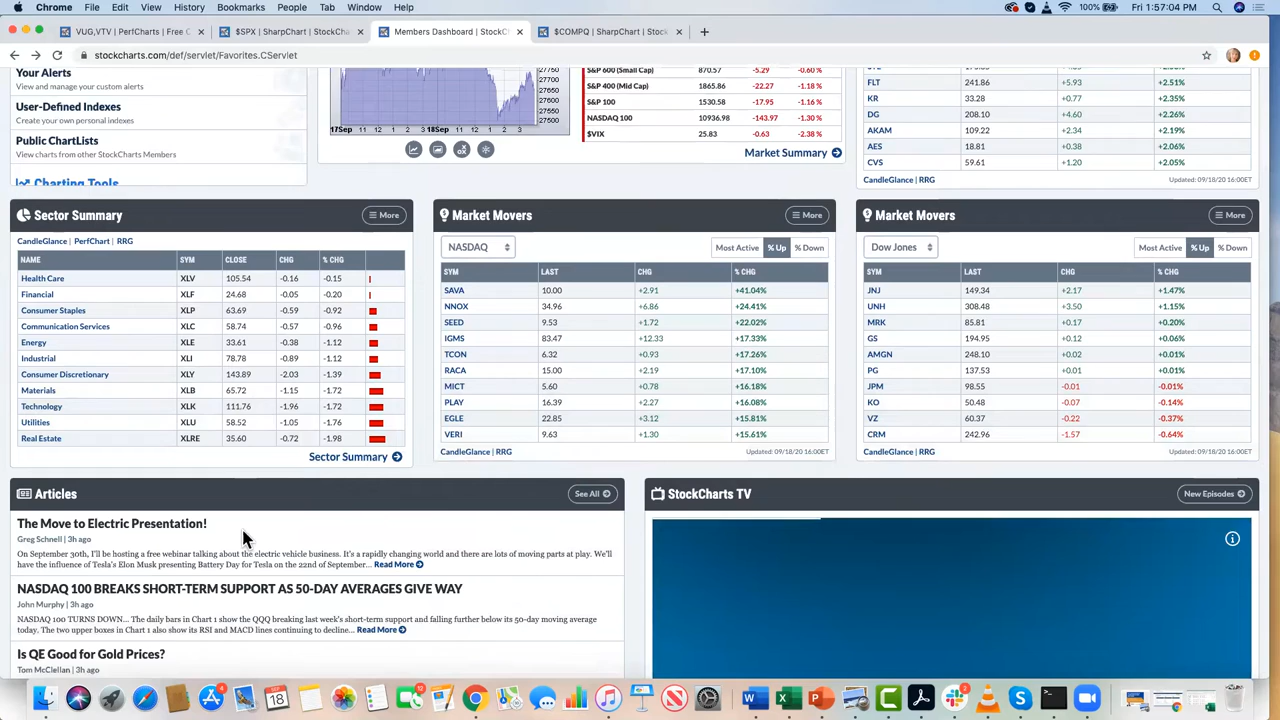 Chrome File Edit View History Bookmarks People Tab Window Help
100% Fri 1:57:04 PM
VUG,VTV | PerfCharts | Free C
$SPX | SharpChart | StockCha
Members Dashboard | StockC
$COMPQ | SharpChart | Stock
stockcharts.com/def/servlet/Favorites.CServlet
Your Alerts
View and manage your custom alerts
User-Defined Indexes
Create your own personal indexes
Public ChartLists
View charts from other StockCharts Members
Charting Tools
27700
27650
27600
27550
27500
17Sep 11 12 1 2 3 18Sep 11 12 1 2 3
S&P 600 (Small Cap) 870.57 -5.29 -0.60 %
S&P 400 (Mid Cap) 1865.86 -22.27 -1.18 %
S&P 100 1530.58 -17.95 -1.16 %
NASDAQ 100 10936.98 -143.97 -1.30 %
$VIX 25.83 -0.63 -2.38 %
Market Summary
FLT 241.86 +5.93 +2.51%
KR 33.28 +0.77 +2.35%
DG 208.10 +4.60 +2.26%
AKAM 109.22 +2.34 +2.19%
AES 18.81 +0.38 +2.06%
CVS 59.61 +1.20 +2.05%
CandleGlance | RRG Updated: 09/18/20 16:00ET
Sector Summary More
CandleGlance | PerfChart | RRG
NAME SYM CLOSE CHG % CHG
Health Care XLV 105.54 -0.16 -0.15
Financial XLF 24.68 -0.05 -0.20
Consumer Staples XLP 63.69 -0.59 -0.92
Communication Services XLC 58.74 -0.57 -0.96
Energy XLE 33.61 -0.38 -1.12
Industrial XLI 78.78 -0.89 -1.12
Consumer Discretionary XLY 143.89 -2.03 -1.39
Materials XLB 65.72 -1.15 -1.72
Technology XLK 111.76 -1.96 -1.72
Utilities XLU 58.52 -1.05 -1.76
Real Estate XLRE 35.60 -0.72 -1.98
Sector Summary
Market Movers More
NASDAQ Most Active % Up % Down
SYM LAST CHG % CHG
SAVA 10.00 +2.91 +41.04%
NNOX 34.96 +6.86 +24.41%
SEED 9.53 +1.72 +22.02%
IGMS 83.47 +12.33 +17.33%
TCON 6.32 +0.93 +17.26%
RACA 15.00 +2.19 +17.10%
MICT 5.60 +0.78 +16.18%
PLAY 16.39 +2.27 +16.08%
EGLE 22.85 +3.12 +15.81%
VERI 9.63 +1.30 +15.61%
CandleGlance | RRG Updated: 09/18/20 16:00ET
Market Movers More
Dow Jones Most Active % Up % Down
SYM LAST CHG % CHG
JNJ 149.34 +2.17 +1.47%
UNH 308.48 +3.50 +1.15%
MRK 85.81 +0.17 +0.20%
GS 194.95 +0.12 +0.06%
AMGN 248.10 +0.02 +0.01%
PG 137.53 +0.01 +0.01%
JPM 98.55 -0.01 -0.01%
KO 50.48 -0.07 -0.14%
VZ 60.37 -0.22 -0.37%
CRM 242.96 -1.57 -0.64%
CandleGlance | RRG Updated: 09/18/20 16:00ET
Articles See All
The Move to Electric Presentation!
Greg Schnell | 3h ago
On September 30th, I'll be hosting a free webinar talking about the electric vehicle business. It's a rapidly changing world and there are lots of moving parts at play. We'll
have the influence of Tesla's Elon Musk presenting Battery Day for Tesla on the 22nd of September... Read More
NASDAQ 100 BREAKS SHORT-TERM SUPPORT AS 50-DAY AVERAGES GIVE WAY
John Murphy | 3h ago
NASDAQ 100 TURNS DOWN... The daily bars in Chart 1 show the QQQ breaking last week's short-term support and falling further below its 50-day moving average
today. The two upper boxes in Chart 1 also show its RSI and MACD lines continuing to decline... Read More
Is QE Good for Gold Prices?
Tom McClellan | 3h ago
StockCharts TV New Episodes